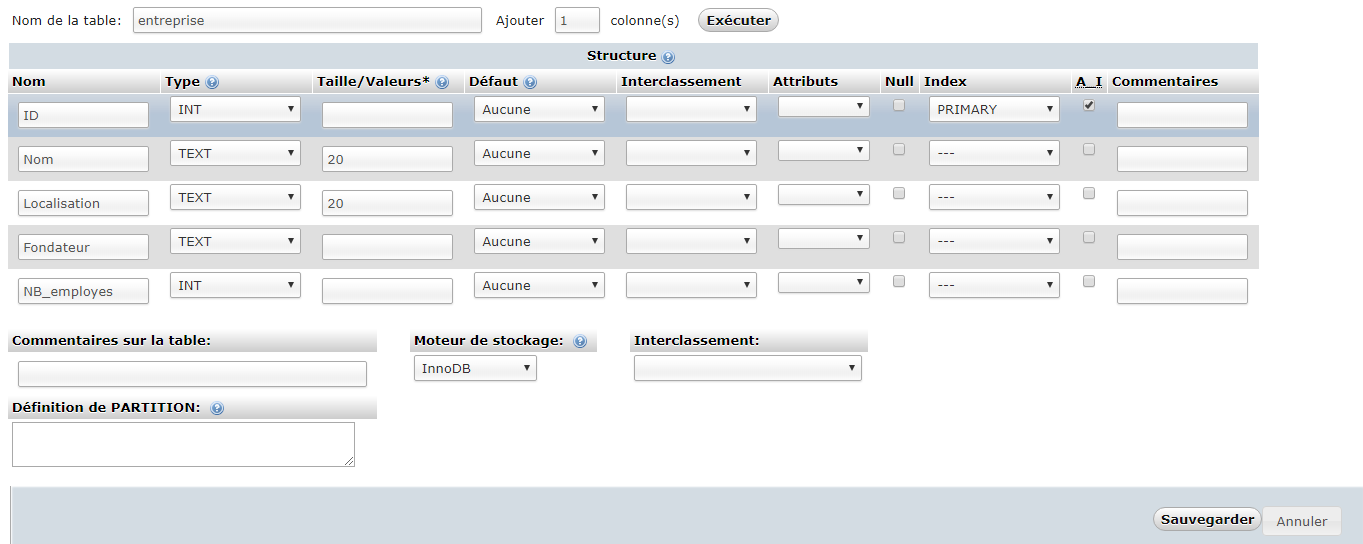 Nom de la table: entreprise Ajouter 1 colonne(s) Exécuter
Structure
Nom Type Taille/Valeurs* Défaut Interclassement Attributs Null Index A_I Commentaires
ID INT Aucune PRIMARY
Nom TEXT 20 Aucune ---
Localisation TEXT 20 Aucune ---
Fondateur TEXT Aucune ---
NB_employes INT Aucune ---
Commentaires sur la table: Moteur de stockage: Interclassement:
InnoDB
Définition de PARTITION:
Sauvegarder Annuler